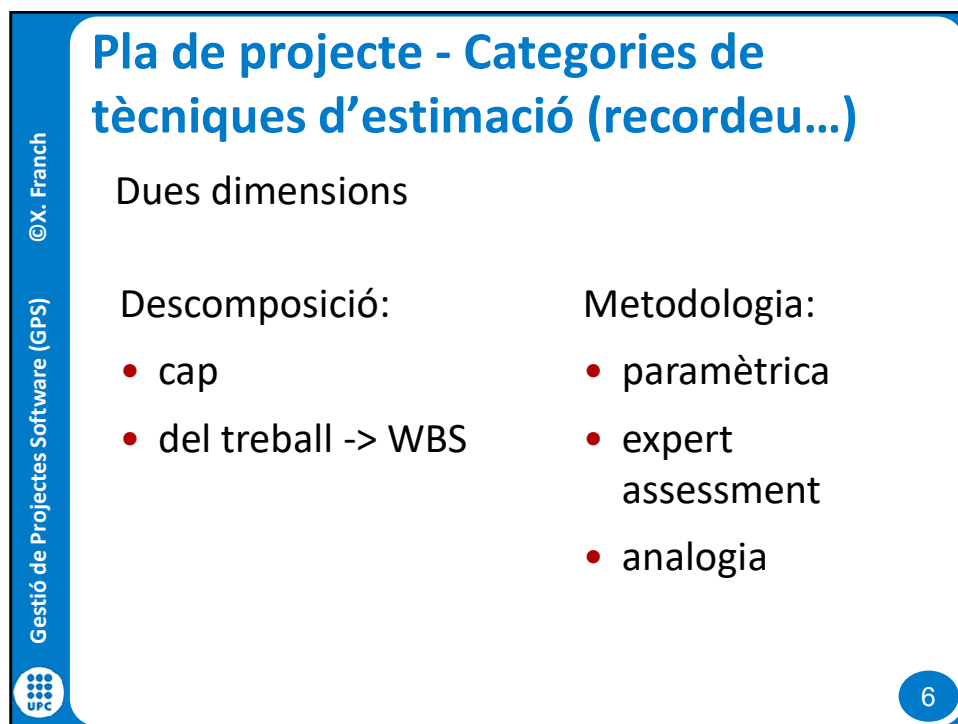 Pla de projecte - Categories de
tècniques d'estimació (recordeu…)
Dues dimensions
Descomposició:
• cap
• del treball -> WBS
Metodologia:
• paramètrica
• expert
assessment
• analogia
Gestió de Projectes Software (GPS) ©X. Franch
UPC
6